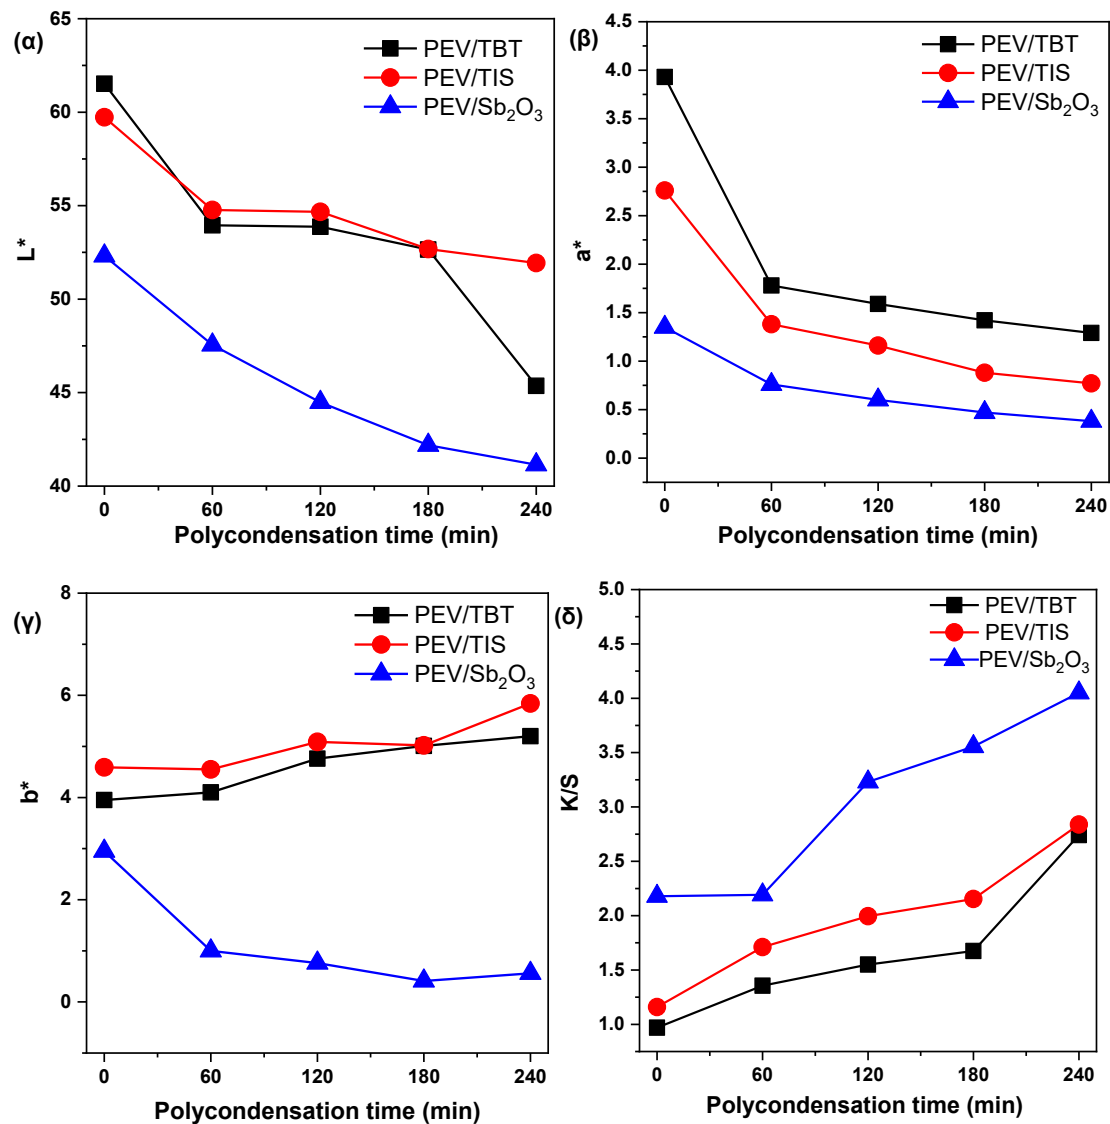 (α)
PEV/TBT
PEV/TIS
PEV/Sb₂O₃
65
60
55
50
45
40
L*
0 60 120 180 240
Polycondensation time (min)
(β)
PEV/TBT
PEV/TIS
PEV/Sb₂O₃
4.5
4.0
3.5
3.0
2.5
2.0
1.5
1.0
0.5
0.0
a*
0 60 120 180 240
Polycondensation time (min)
(γ)
PEV/TBT
PEV/TIS
PEV/Sb₂O₃
8
6
4
2
0
b*
0 60 120 180 240
Polycondensation time (min)
(δ)
PEV/TBT
PEV/TIS
PEV/Sb₂O₃
5.0
4.5
4.0
3.5
3.0
2.5
2.0
1.5
1.0
K/S
0 60 120 180 240
Polycondensation time (min)